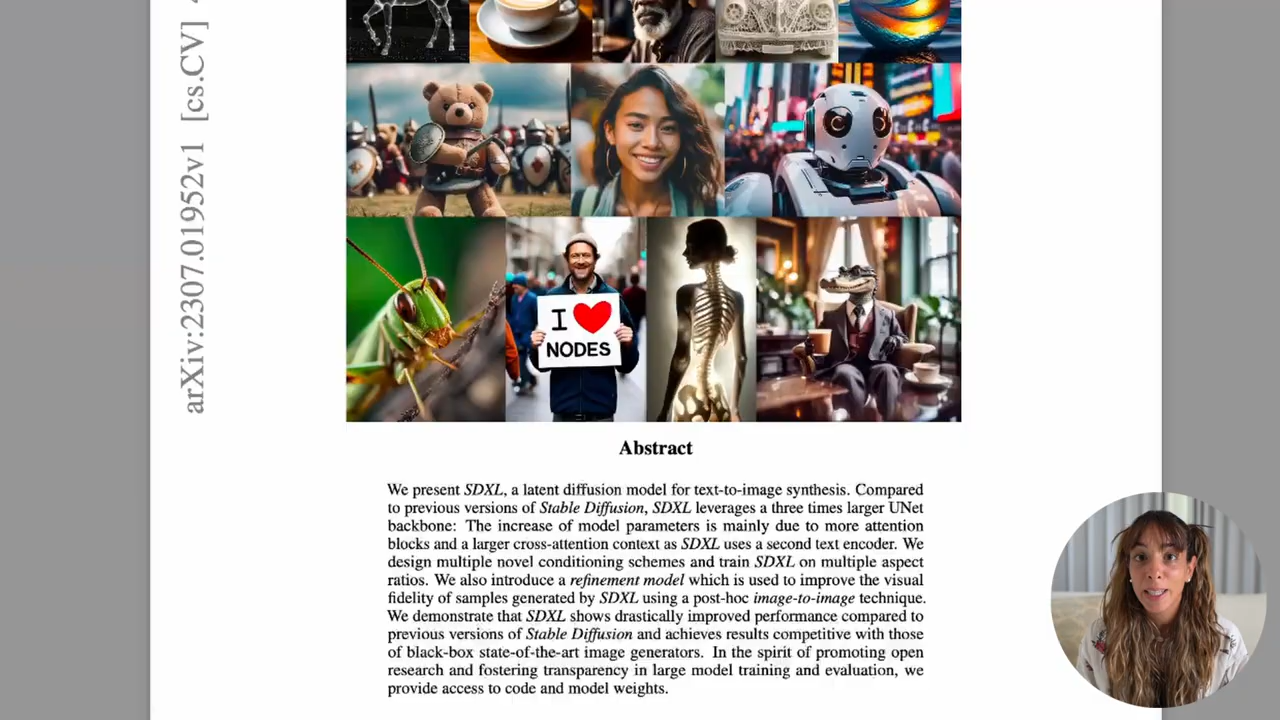 arXiv:2307.01952v1 [cs.CV]
I ❤ NODES
Abstract
We present SDXL, a latent diffusion model for text-to-image synthesis. Compared
to previous versions of Stable Diffusion, SDXL leverages a three times larger UNet
backbone: The increase of model parameters is mainly due to more attention
blocks and a larger cross-attention context as SDXL uses a second text encoder. We
design multiple novel conditioning schemes and train SDXL on multiple aspect
ratios. We also introduce a refinement model which is used to improve the visual
fidelity of samples generated by SDXL using a post-hoc image-to-image technique.
We demonstrate that SDXL shows drastically improved performance compared to
previous versions of Stable Diffusion and achieves results competitive with those
of black-box state-of-the-art image generators. In the spirit of promoting open
research and fostering transparency in large model training and evaluation, we
provide access to code and model weights.